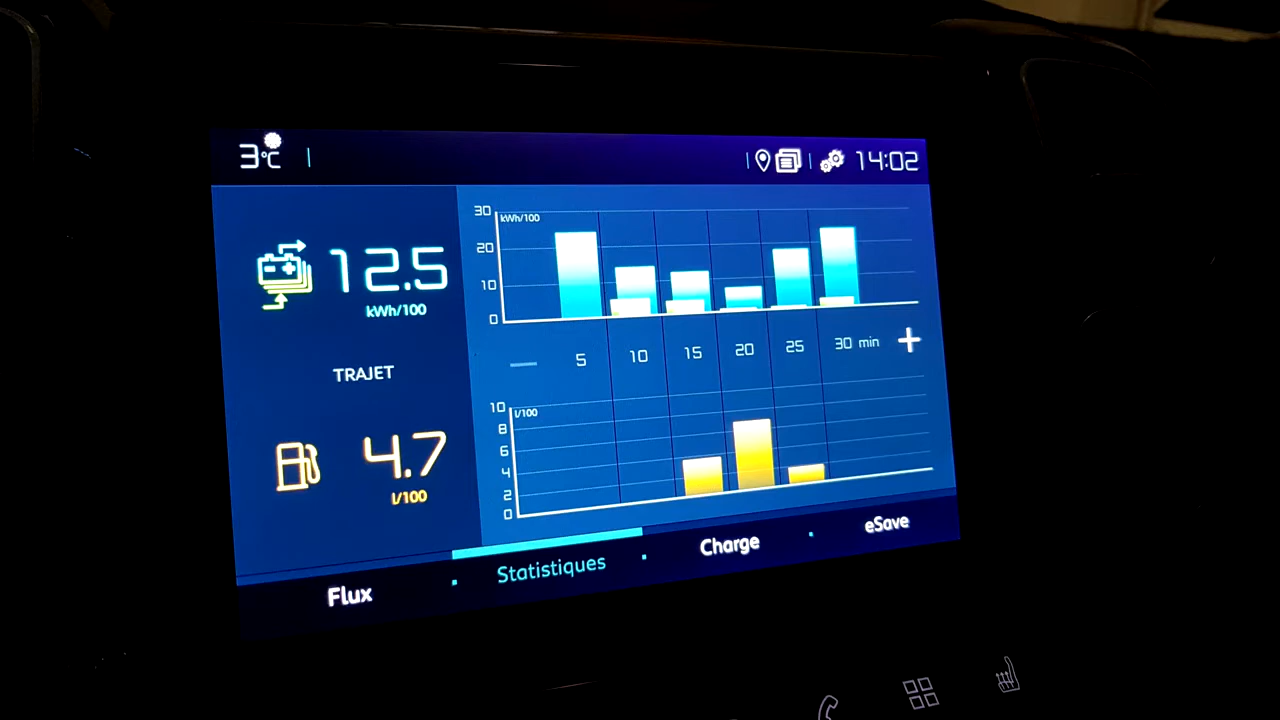 3°C
14:02
12.5
kWh/100
TRAJET
4.7
l/100
30 kWh/100
20
10
0
5 10 15 20 25 30 min
10 l/100
8
6
4
2
0
Flux Statistiques Charge eSave